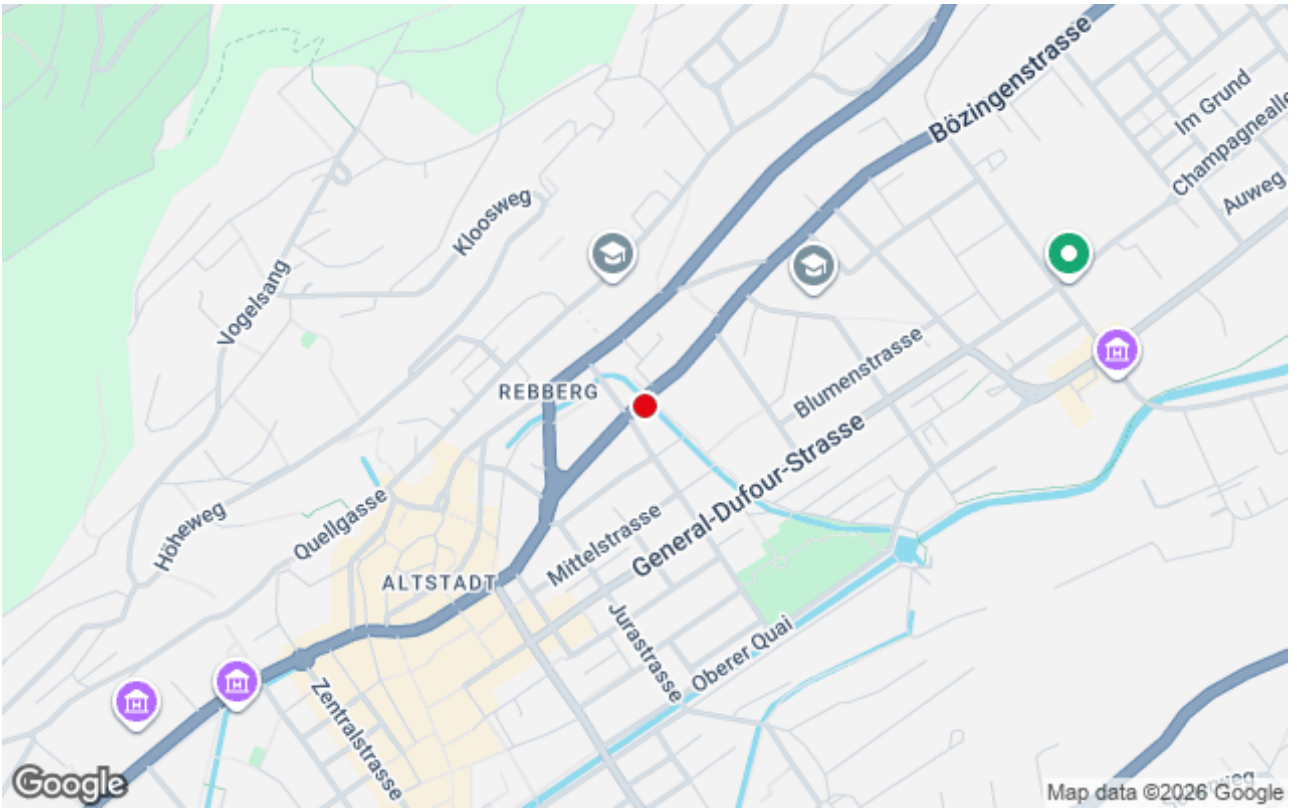 Bözingenstrasse
Im Grund
Champagneallee
Auweg
Kloosweg
Vogelsang
REBBERG
Blumenstrasse
General-Dufour-Strasse
Höheweg
Quellgasse
Mittelstrasse
ALTSTADT
Jurastrasse
Oberer Quai
Zentralstrasse
Google
Map data ©2026 Google